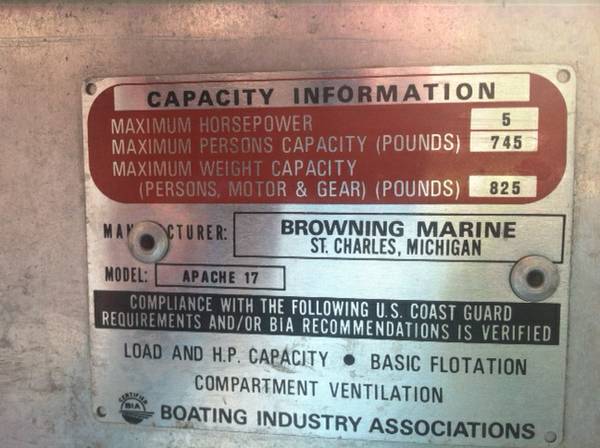 CAPACITY INFORMATION
MAXIMUM HORSEPOWER 5
MAXIMUM PERSONS CAPACITY (POUNDS) 745
MAXIMUM WEIGHT CAPACITY
(PERSONS, MOTOR & GEAR) (POUNDS) 825
MAN CTURER: BROWNING MARINE
ST. CHARLES, MICHIGAN
MODEL: APACHE 17
COMPLIANCE WITH THE FOLLOWING U.S. COAST GUARD
REQUIREMENTS AND/OR BIA RECOMMENDATIONS IS VERIFIED
LOAD AND H.P. CAPACITY ● BASIC FLOTATION
COMPARTMENT VENTILATION
CERTIFIED
BIA
BOATING INDUSTRY ASSOCIATIONS